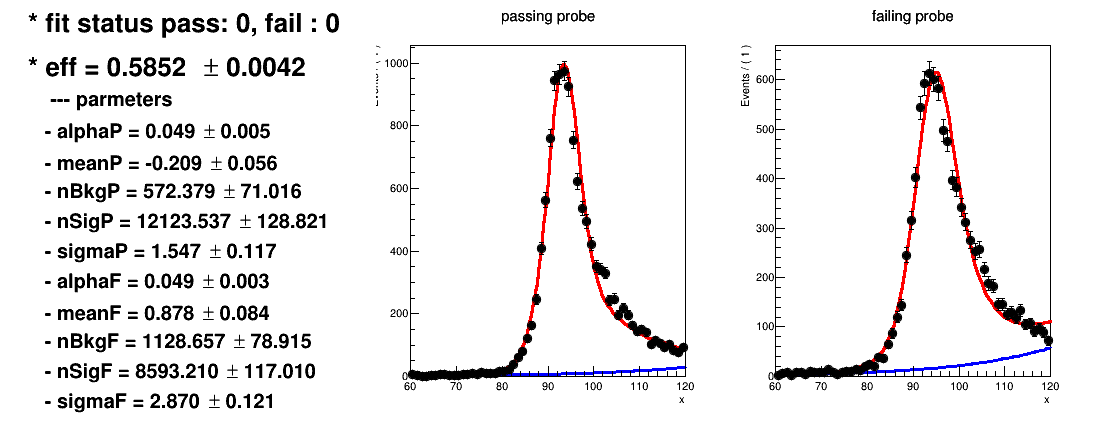 * fit status pass: 0, fail : 0
* eff = 0.5852 ± 0.0042
--- parmeters
- alphaP = 0.049 ± 0.005
- meanP = -0.209 ± 0.056
- nBkgP = 572.379 ± 71.016
- nSigP = 12123.537 ± 128.821
- sigmaP = 1.547 ± 0.117
- alphaF = 0.049 ± 0.003
- meanF = 0.878 ± 0.084
- nBkgF = 1128.657 ± 78.915
- nSigF = 8593.210 ± 117.010
- sigmaF = 2.870 ± 0.121
passing probe
1000
800
600
400
200
0
60 70 80 90 100 110 120
x
failing probe
Events / ( 1 )
600
500
400
300
200
100
0
60 70 80 90 100 110 120
x